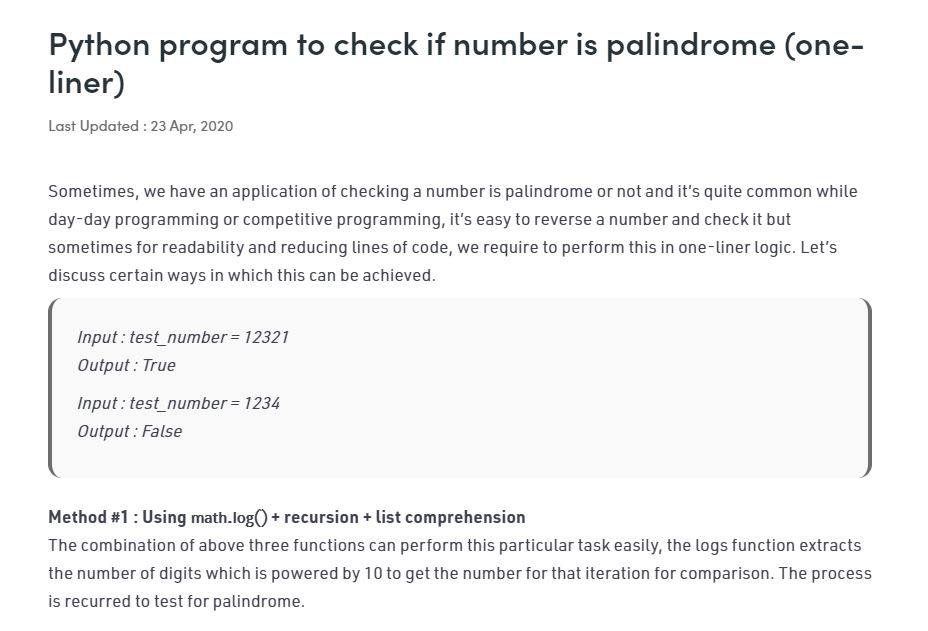 Python program to check if number is palindrome (one-
liner)
Last Updated : 23 Apr, 2020
Sometimes, we have an application of checking a number is palindrome or not and it’s quite common while
day-day programming or competitive programming, it’s easy to reverse a number and check it but
sometimes for readability and reducing lines of code, we require to perform this in one-liner logic. Let’s
discuss certain ways in which this can be achieved.
Input : test_number = 12321
Output : True
Input : test_number = 1234
Output : False
Method #1 : Using math.log() + recursion + list comprehension
The combination of above three functions can perform this particular task easily, the logs function extracts
the number of digits which is powered by 10 to get the number for that iteration for comparison. The process
is recurred to test for palindrome.